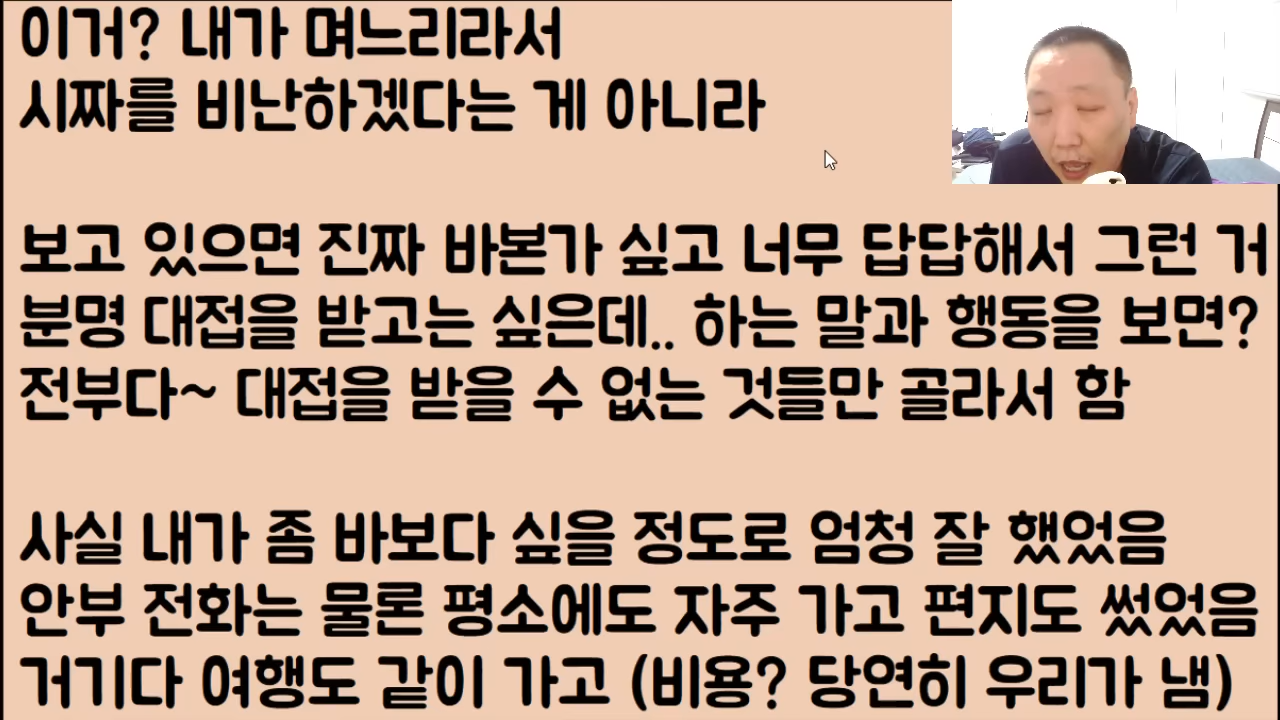 이거? 내가 며느리라서
시짜를 비난하겠다는 게 아니라
보고 있으면 진짜 바본가 싶고 너무 답답해서 그런 거
분명 대접을 받고는 싶은데.. 하는 말과 행동을 보면?
전부다~ 대접을 받을 수 없는 것들만 골라서 함
사실 내가 좀 바보다 싶을 정도로 엄청 잘 했었음
안부 전화는 물론 평소에도 자주 가고 편지도 썼었음
거기다 여행도 같이 가고 (비용? 당연히 우리가 냄)